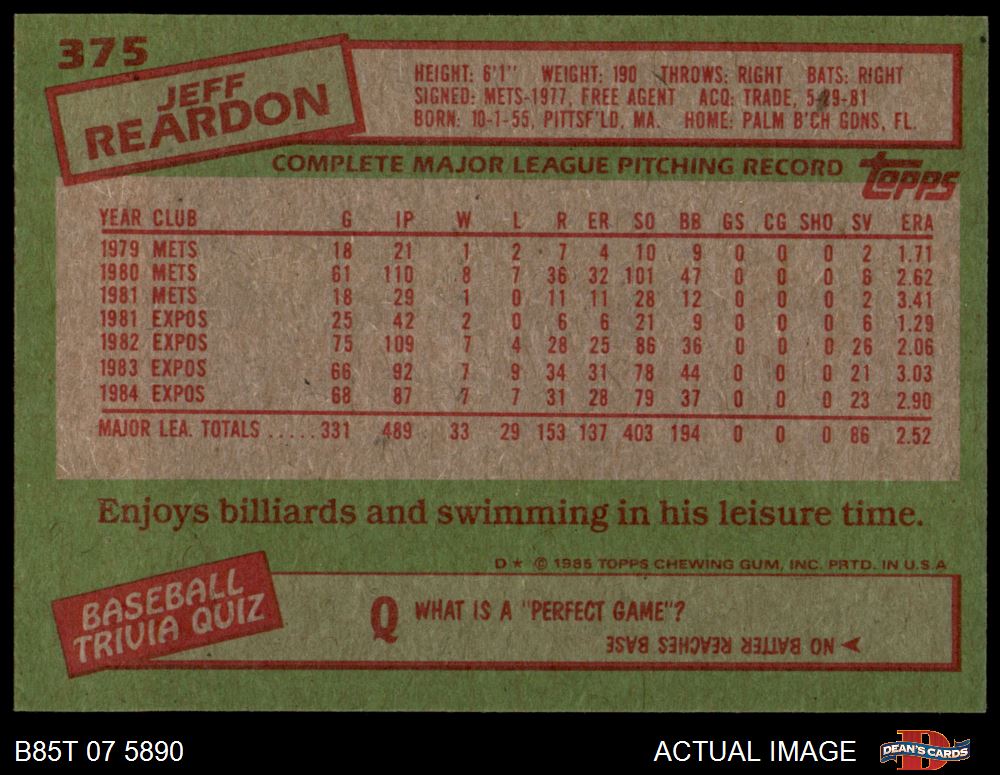 375
JEFF
REARDON
HEIGHT: 6'1" WEIGHT: 190 THROWS: RIGHT BATS: RIGHT
SIGNED: METS-1977, FREE AGENT ACQ: TRADE, 5-29-81
BORN: 10-1-55, PITTSF'LD, MA. HOME: PALM B'CH GDNS, FL.
COMPLETE MAJOR LEAGUE PITCHING RECORD
TOPPS
YEAR CLUB G IP W L R ER SO BB GS CG SHO SV ERA
1979 METS 18 21 1 2 7 4 10 9 0 0 0 2 1.71
1980 METS 61 110 8 7 36 32 101 47 0 0 0 6 2.62
1981 METS 18 29 1 0 11 11 28 12 0 0 0 2 3.41
1981 EXPOS 25 42 2 0 6 6 21 9 0 0 0 6 1.29
1982 EXPOS 75 109 7 4 28 25 86 36 0 0 0 26 2.06
1983 EXPOS 66 92 7 9 34 31 78 44 0 0 0 21 3.03
1984 EXPOS 68 87 7 7 31 28 79 37 0 0 0 23 2.90
MAJOR LEA. TOTALS ..... 331 489 33 29 153 137 403 194 0 0 0 86 2.52
Enjoys billiards and swimming in his leisure time.
D * © 1985 TOPPS CHEWING GUM, INC. PRTD. IN U.S.A
BASEBALL
TRIVIA QUIZ
Q WHAT IS A "PERFECT GAME"?
➤ NO BATTER REACHES BASE
B85T 07 5890
ACTUAL IMAGE
D
DEAN'S CARDS